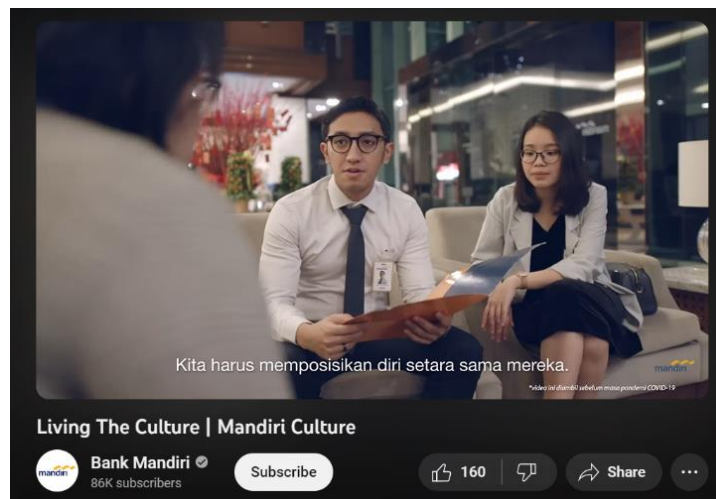 Kita harus memposisikan diri setara sama mereka.
mandiri
*video ini diambil sebelum masa pandemi COVID-19
Living The Culture | Mandiri Culture
mandiri
Bank Mandiri
86K subscribers
Subscribe
160
Share